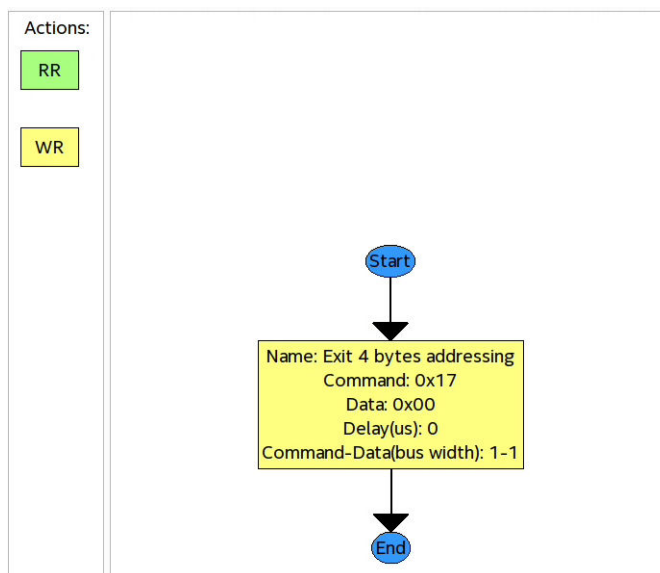 Actions:
RR
WR
Start
Name: Exit 4 bytes addressing
Command: 0x17
Data: 0x00
Delay(us): 0
Command-Data(bus width): 1-1
End